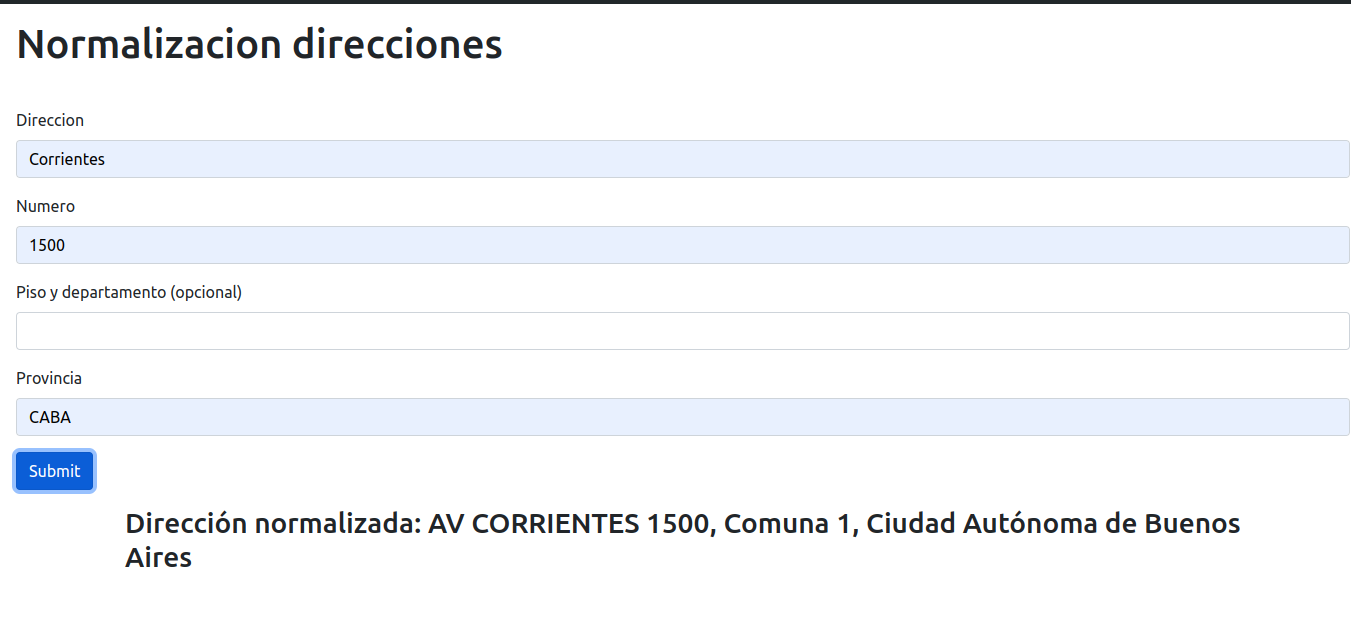 Normalizacion direcciones
Direccion
Corrientes
Numero
1500
Piso y departamento (opcional)
Provincia
CABA
Submit
Dirección normalizada: AV CORRIENTES 1500, Comuna 1, Ciudad Autónoma de Buenos
Aires